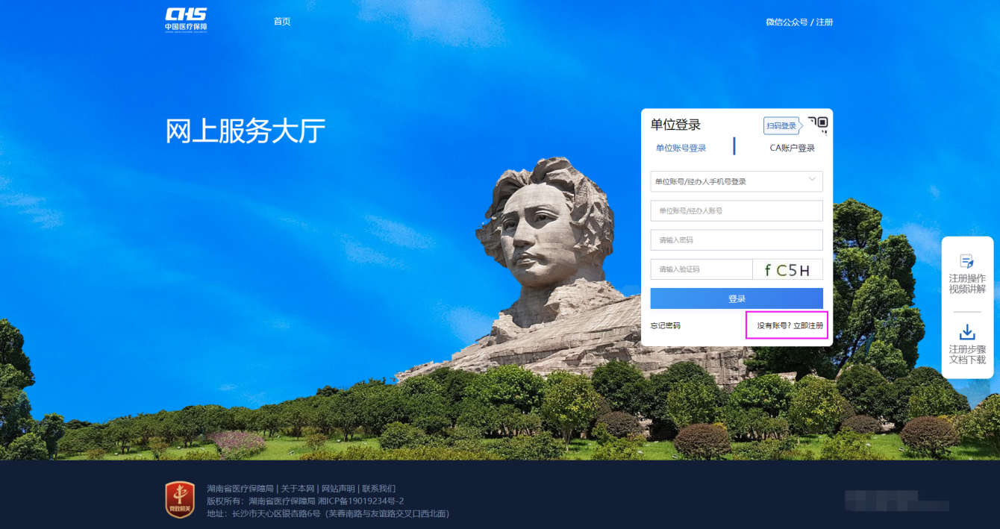 CHS
中国医疗保障
CHINA HEALTHCARE SECURITY
首页
微信公众号 / 注册
网上服务大厅
单位登录
扫码登录
单位账号登录
CA账户登录
单位账号/经办人手机号登录
单位账号/经办人账号
请输入密码
请输入验证码
fC5H
登录
忘记密码
没有账号? 立即注册
注册操作
视频讲解
注册步骤
文档下载
党政机关
湖南省医疗保障局 | 关于本网 | 网站声明 | 联系我们
版权所有：湖南省医疗保障局 湘ICP备19019234号-2
地址：长沙市天心区银杏路6号（芙蓉南路与友谊路交叉口西北面）